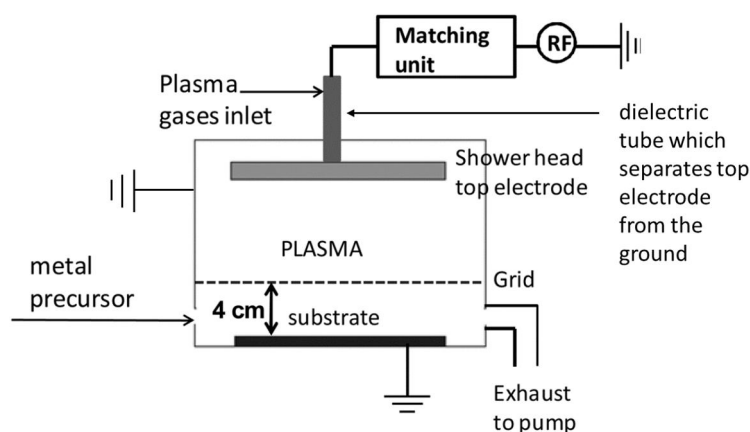 Matching
unit
RF
Plasma
gases inlet
dielectric
tube which
separates top
electrode
from the
ground
Shower head
top electrode
PLASMA
metal
precursor
Grid
4 cm
substrate
Exhaust
to pump